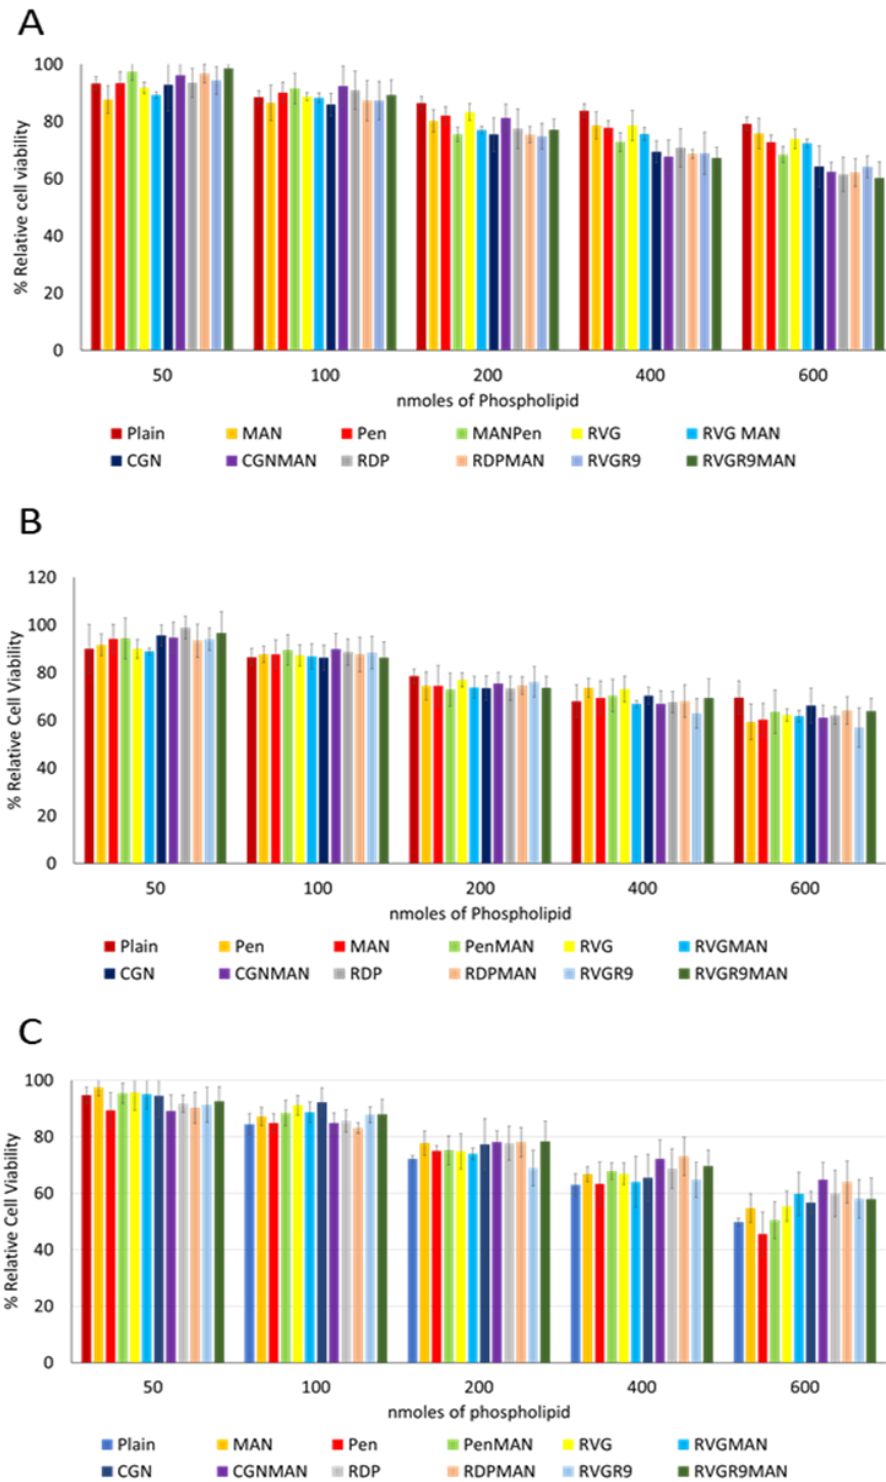 A
100
80
60
40
20
0
% Relative cell viability
50 100 200 400 600
nmoles of Phospholipid
Plain MAN Pen MANPen RVG RVG MAN
CGN CGNMAN RDP RDPMAN RVGR9 RVGR9MAN
B
120
100
80
60
40
20
0
% Relative Cell Viability
50 100 200 400 600
nmoles of Phospholipid
Plain Pen MAN PenMAN RVG RVGMAN
CGN CGNMAN RDP RDPMAN RVGR9 RVGR9MAN
C
100
80
60
40
20
0
% Relative Cell Viability
50 100 200 400 600
nmoles of phospholipid
Plain MAN Pen PenMAN RVG RVGMAN
CGN CGNMAN RDP RDPMAN RVGR9 RVGR9MAN